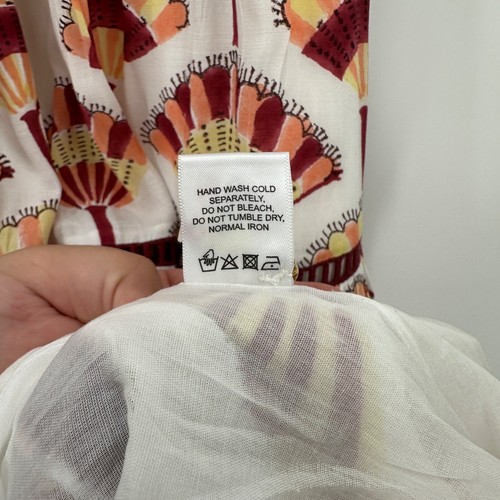 HAND WASH COLD
SEPARATELY,
DO NOT BLEACH,
DO NOT TUMBLE DRY,
NORMAL IRON